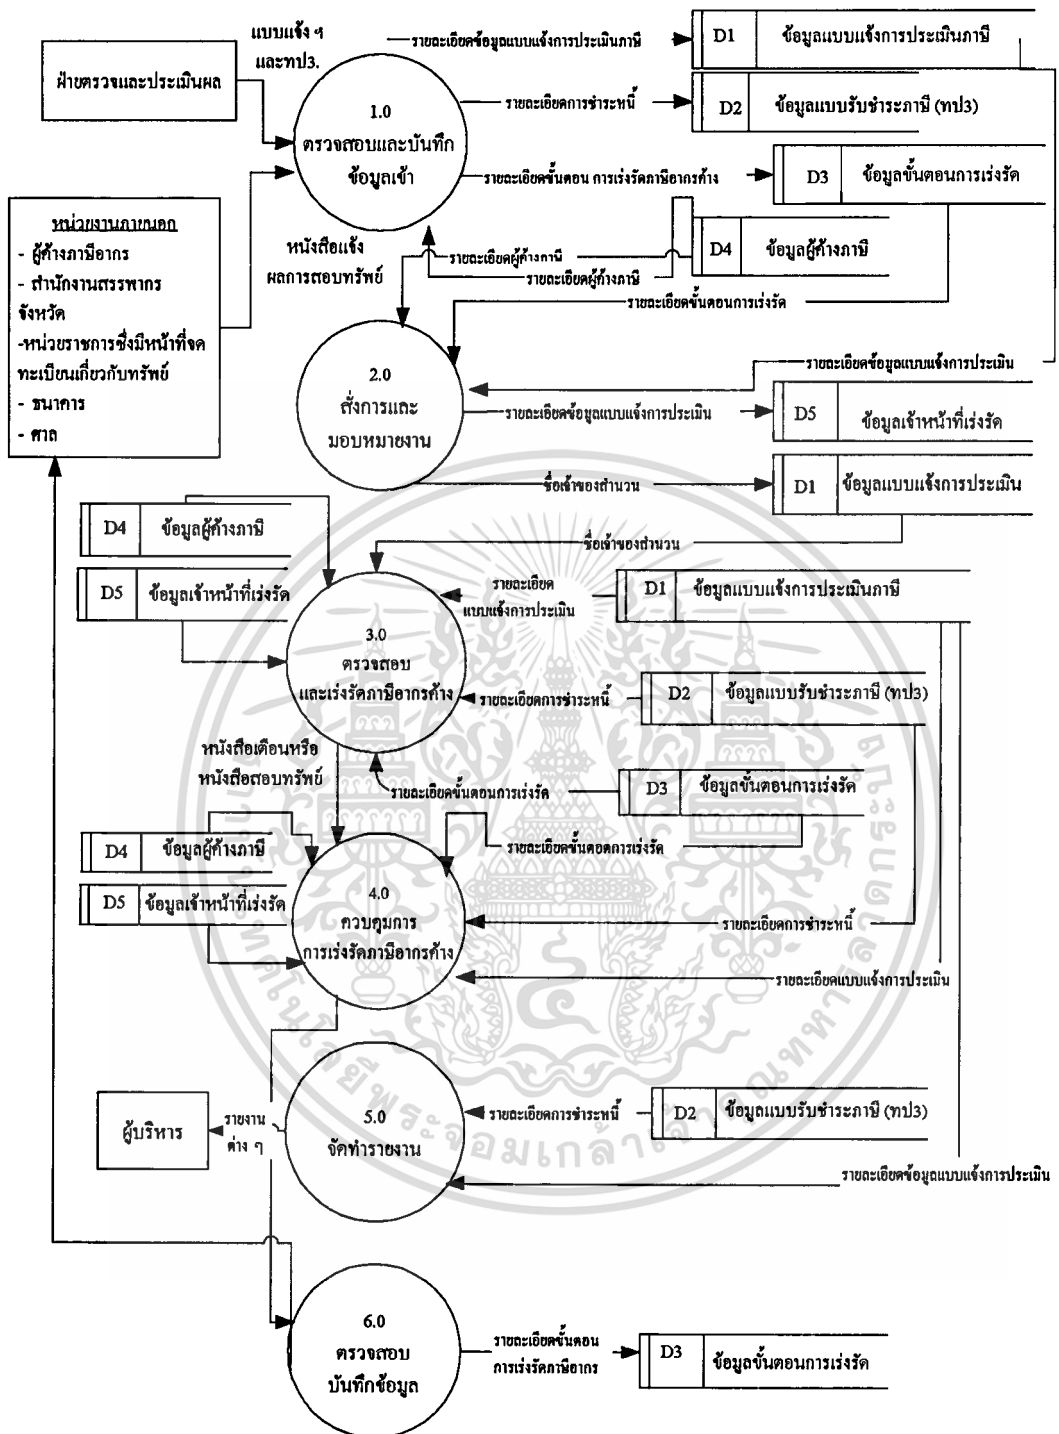 แบบแจ้ง ฯ
และทป3.
ฝ่ายตรวจและประเมินผล
รายละเอียดข้อมูลแบบแจ้งการประเมินภาษี
D1 ข้อมูลแบบแจ้งการประเมินภาษี
1.0
ตรวจสอบและบันทึก
ข้อมูลเข้า
รายละเอียดการชำระหนี้
D2 ข้อมูลแบบรับชำระภาษี (ทป3)
รายละเอียดขั้นตอน การเร่งรัดภาษีอากรค้าง
D3 ข้อมูลขั้นตอนการเร่งรัด
หน่วยงานภายนอก
- ผู้ค้างภาษีอากร
- สำนักงานสรรพากร
จังหวัด
-หน่วยราชการซึ่งมีหน้าที่จด
ทะเบียนเกี่ยวกับทรัพย์
- ธนาคาร
- ศาล
หนังสือแจ้ง
ผลการสอบทรัพย์
D4 ข้อมูลผู้ค้างภาษี
รายละเอียดผู้ค้างภาษี
รายละเอียดผู้ค้างภาษี
รายละเอียดขั้นตอนการเร่งรัด
2.0
สั่งการและ
มอบหมายงาน
รายละเอียดข้อมูลแบบแจ้งการประเมิน
รายละเอียดข้อมูลแบบแจ้งการประเมิน
D5 ข้อมูลเจ้าหน้าที่เร่งรัด
ชื่อเจ้าของสำนวน
D1 ข้อมูลแบบแจ้งการประเมิน
D4 ข้อมูลผู้ค้างภาษี
ชื่อเจ้าของสำนวน
D5 ข้อมูลเจ้าหน้าที่เร่งรัด
รายละเอียด
แบบแจ้งการประเมิน
D1 ข้อมูลแบบแจ้งการประเมินภาษี
3.0
ตรวจสอบ
และเร่งรัดภาษีอากรค้าง
รายละเอียดการชำระหนี้
D2 ข้อมูลแบบรับชำระภาษี (ทป3)
หนังสือเตือนหรือ
หนังสือสอบทรัพย์
รายละเอียดขั้นตอนการเร่งรัด
D3 ข้อมูลขั้นตอนการเร่งรัด
D4 ข้อมูลผู้ค้างภาษี
รายละเอียดขั้นตอตการเร่งรัด
D5 ข้อมูลเจ้าหน้าที่เร่งรัด
4.0
ควบคุมการ
การเร่งรัดภาษีอากรค้าง
รายละเอียดการชำระหนี้
รายละเอียดแบบแจ้งการประเมิน
ผู้บริหาร
รายงาน
ต่าง ๆ
5.0
จัดทำรายงาน
รายละเอียดการชำระหนี้
D2 ข้อมูลแบบรับชำระภาษี (ทป3)
รายละเอียดข้อมูลแบบแจ้งการประเมิน
6.0
ตรวจสอบ
บันทึกข้อมูล
รายละเอียดขั้นตอน
การเร่งรัดภาษีอากร
D3 ข้อมูลขั้นตอนการเร่งรัด